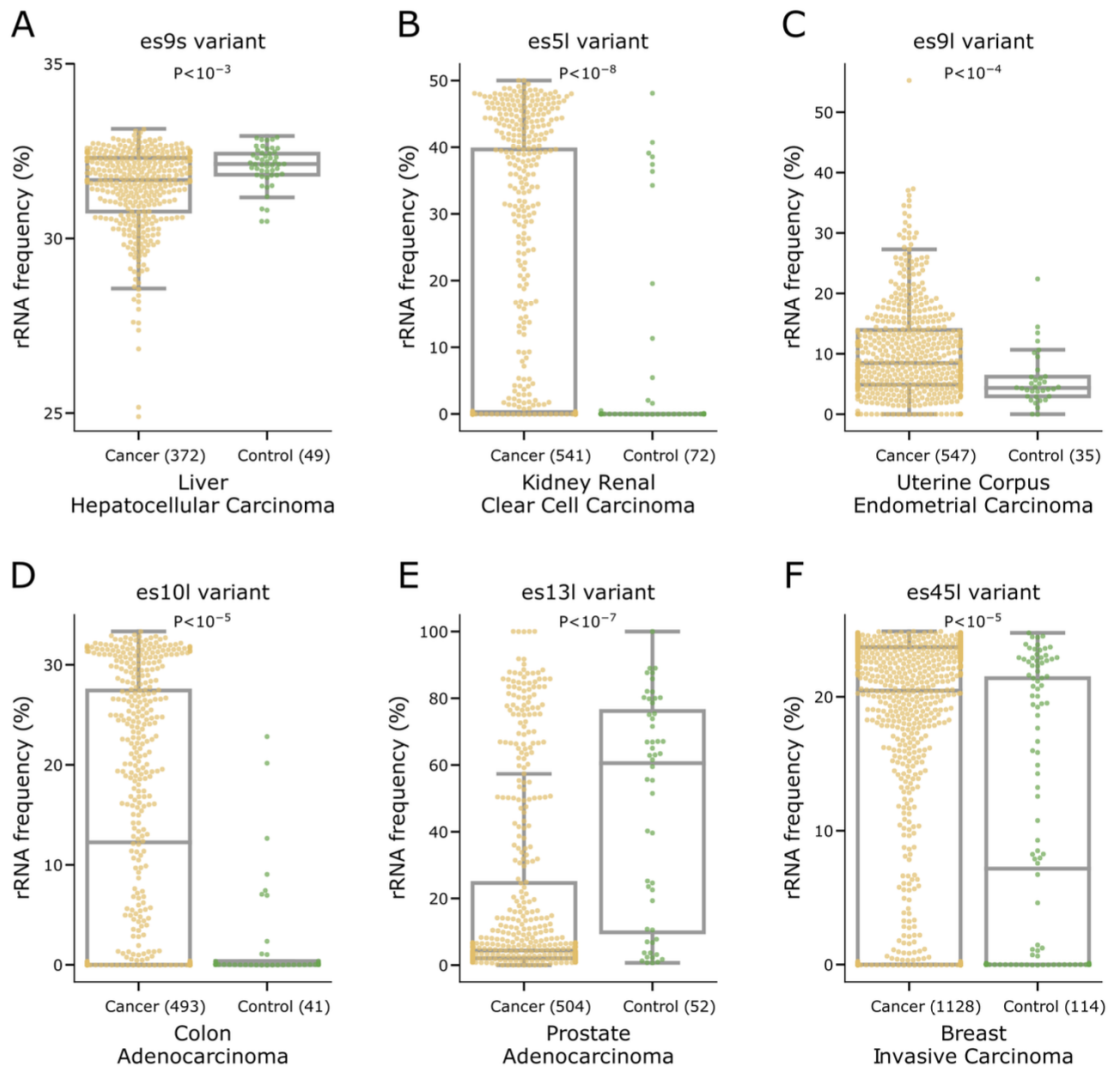 A
es9s variant
P<10⁻³
rRNA frequency (%)
35
30
25
Cancer (372)
Control (49)
Liver
Hepatocellular Carcinoma
B
es5l variant
P<10⁻⁸
rRNA frequency (%)
50
40
30
20
10
0
Cancer (541)
Control (72)
Kidney Renal
Clear Cell Carcinoma
C
es9l variant
P<10⁻⁴
rRNA frequency (%)
50
40
30
20
10
0
Cancer (547)
Control (35)
Uterine Corpus
Endometrial Carcinoma
D
es10l variant
P<10⁻⁵
rRNA frequency (%)
30
20
10
0
Cancer (493)
Control (41)
Colon
Adenocarcinoma
E
es13l variant
P<10⁻⁷
rRNA frequency (%)
100
80
60
40
20
0
Cancer (504)
Control (52)
Prostate
Adenocarcinoma
F
es45l variant
P<10⁻⁵
rRNA frequency (%)
20
10
0
Cancer (1128)
Control (114)
Breast
Invasive Carcinoma